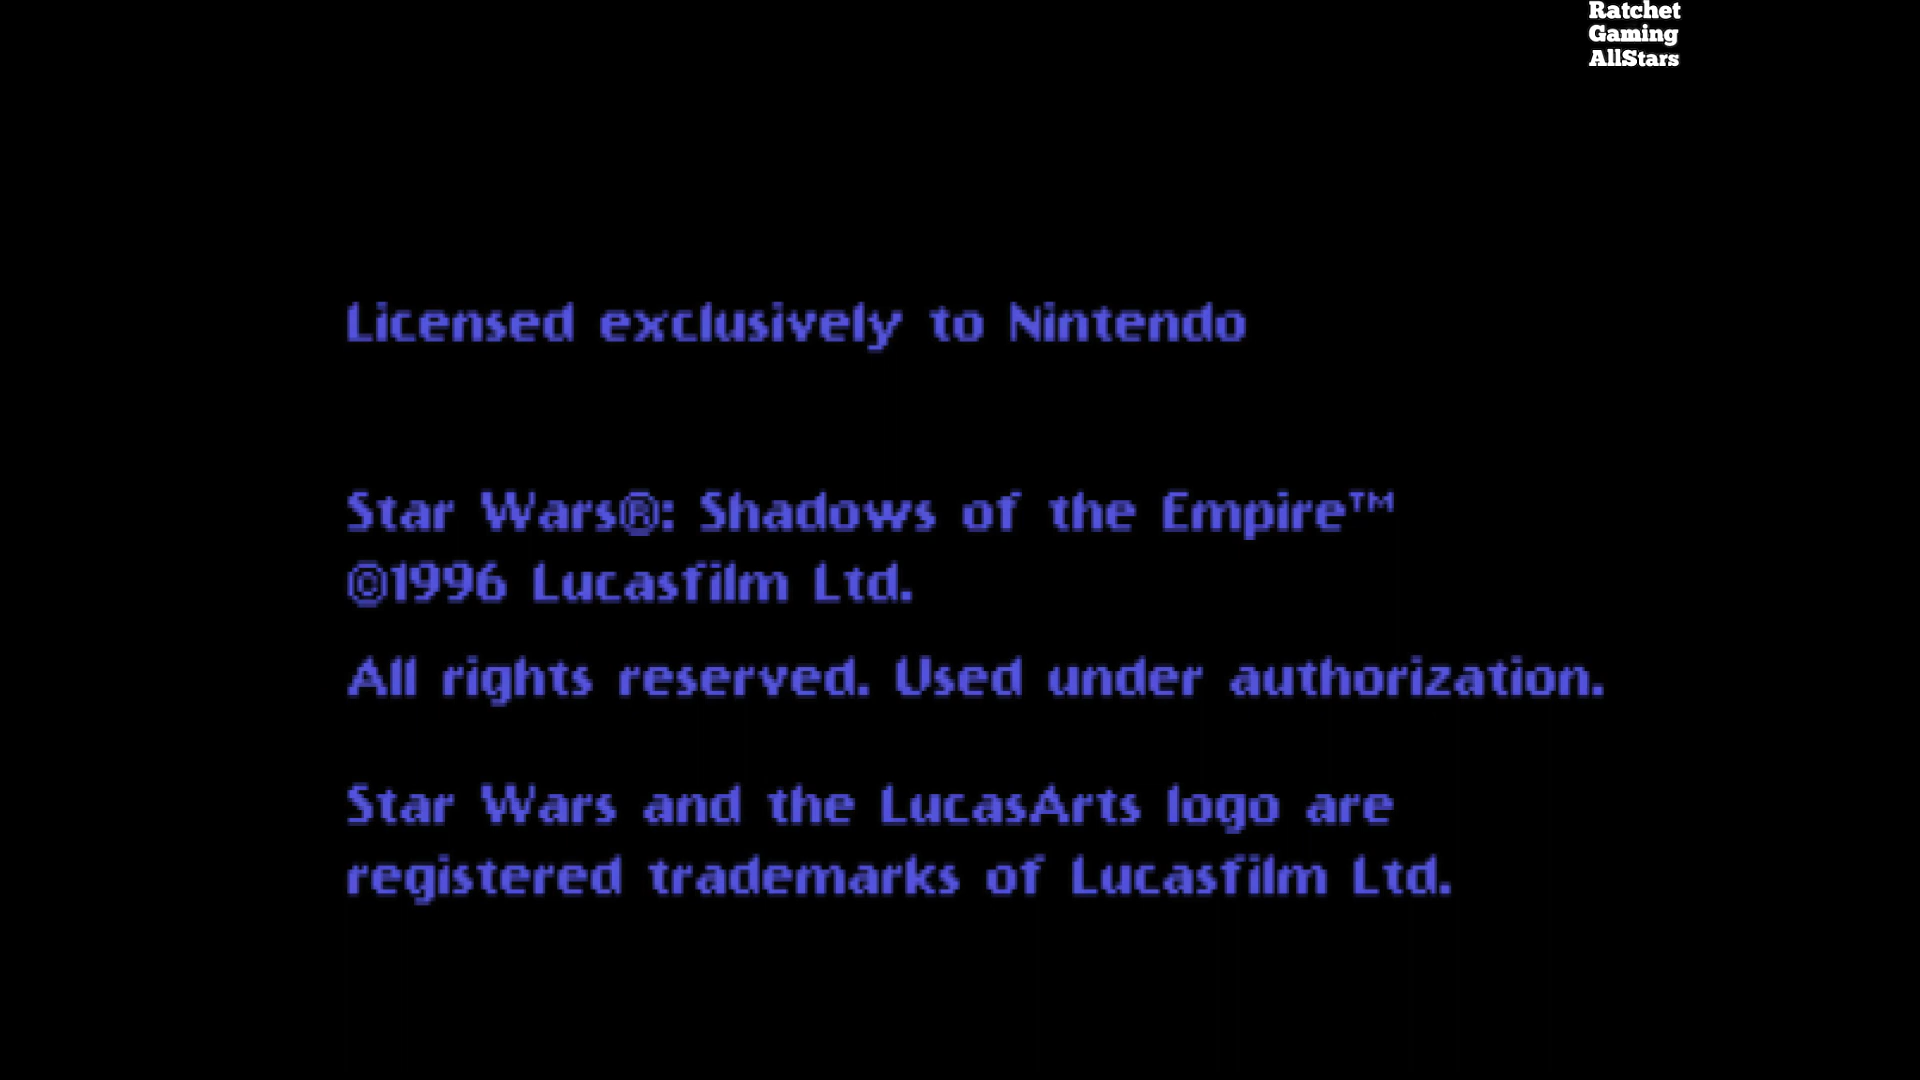 Ratchet
Gaming
AllStars
Licensed exclusively to Nintendo
Star Wars®: Shadows of the Empire™
©1996 Lucasfilm Ltd.
All rights reserved. Used under authorization.
Star Wars and the LucasArts logo are
registered trademarks of Lucasfilm Ltd.